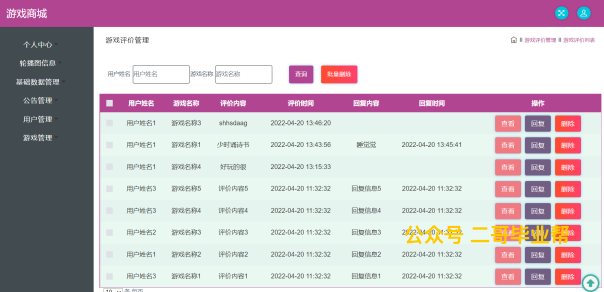 游戏商城
个人中心
轮播图信息
基础数据管理
公告管理
用户管理
游戏管理
游戏评价管理
游戏评价管理 游戏评价列表
用户姓名 用户姓名 游戏名称 游戏名称 查询 批量删除
用户姓名 游戏名称 评价内容 评价时间 回复内容 回复时间 操作
用户姓名1 游戏名称3 shhsdaag 2022-04-20 13:46:20 查看 回复 删除
用户姓名1 游戏名称1 少时诵诗书 2022-04-20 13:43:56 2022-04-20 13:45:41 查看 回复 删除
用户姓名1 游戏名称4 好玩的狠 2022-04-20 13:15:33 查看 回复 删除
用户姓名3 游戏名称5 评价内容5 2022-04-20 11:32:32 回复信息5 2022-04-20 11:32:32 查看 回复 删除
用户姓名3 游戏名称4 评价内容4 2022-04-20 11:32:32 回复信息4 2022-04-20 11:32:32 查看 回复 删除
用户姓名2 游戏名称3 评价内容3 2022-04-20 11:32:32 回复信息3 2022-04-20 11:32:32 查看 回复 删除
公众号 二哥毕业帮
用户姓名1 游戏名称2 评价内容2 2022-04-20 11:32:32 回复信息2 2022-04-20 11:32:32 查看 回复 删除
用户姓名3 游戏名称1 评价内容1 2022-04-20 11:32:32 回复信息1 2022-04-20 11:32:32 查看 回复 删除
10 条 每页